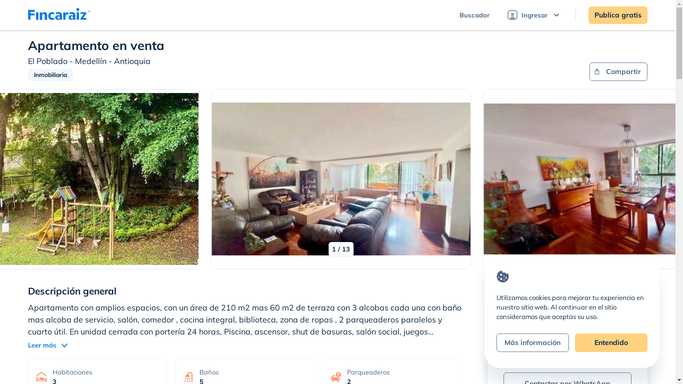 Fincaraiz
Buscador
Ingresar
Publica gratis
Apartamento en venta
El Poblado - Medellín - Antioquia
Inmobiliaria
Compartir
1 / 13
Descripción general
Apartamento con amplios espacios, con un área de 210 m2 mas 60 m2 de terraza con 3 alcobas cada una con baño
mas alcoba de servicio, salón, comedor , cocina integral, biblioteca, zona de ropas , 2 parqueaderos paralelos y
cuarto útil. En unidad cerrada con portería 24 horas, Piscina, ascensor, shut de basuras, salón social, juegos...
Leer más
Habitaciones
3
Baños
5
Parqueaderos
2
Utilizamos cookies para mejorar tu experiencia en
nuestro sitio web. Al continuar en el sitio
consideramos que aceptas su uso.
Más información
Entendido
Contactar por WhatsApp